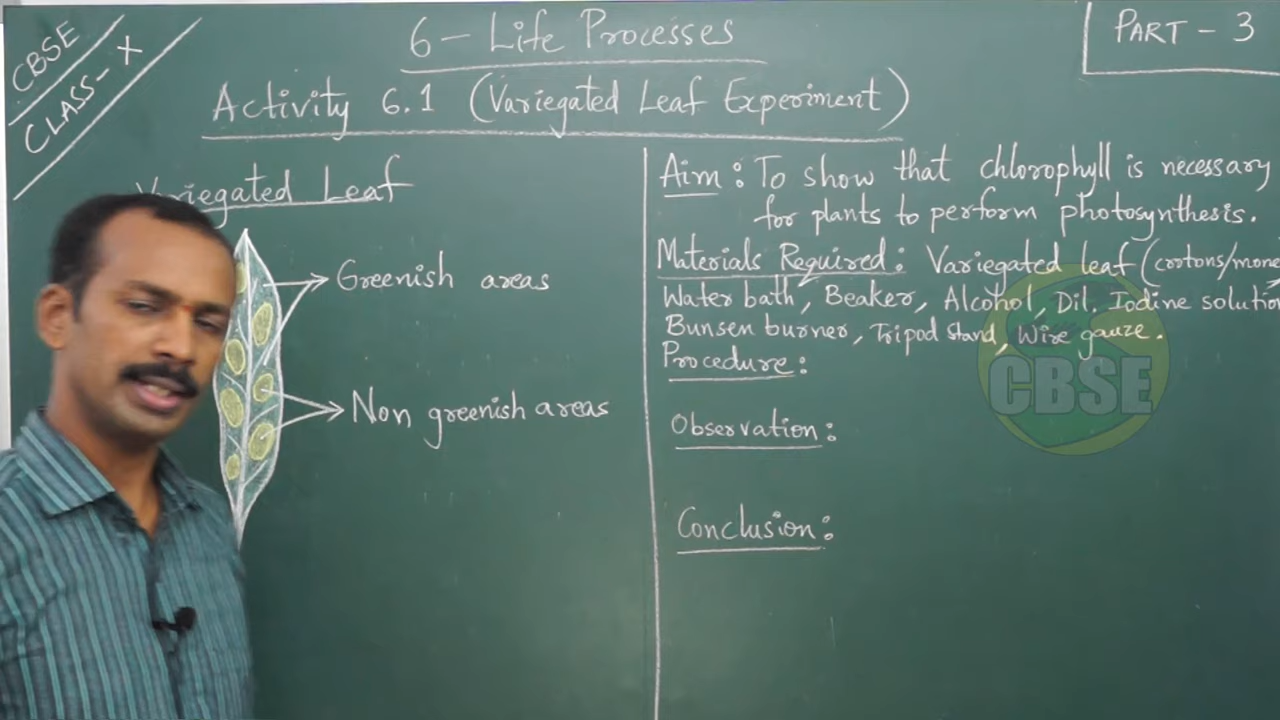 CBSE
CLASS- X
6 - Life Processes
PART - 3
Activity 6.1 (Variegated Leaf Experiment)
Variegated Leaf
Greenish areas
Non greenish areas
Aim: To show that chlorophyll is necessary
for plants to perform photosynthesis.
Materials Required: Variegated leaf (crotons/mone
Water bath, Beaker, Alcohol, Dil. Iodine solution
Bunsen burner, Tripod stand, Wire gauze.
Procedure:
Observation:
Conclusion:
CBSE